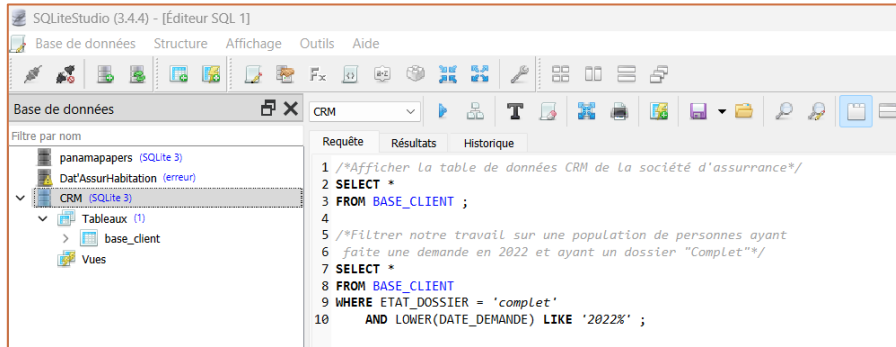 SQLiteStudio (3.4.4) - [Éditeur SQL 1]
Base de données Structure Affichage Outils Aide
Base de données
Filtre par nom
panamapapers (SQLite 3)
Dat'AssurHabitation (erreur)
CRM (SQLite 3)
Tableaux (1)
base_client
Vues
CRM
Requête Résultats Historique
1 /*Afficher la table de données CRM de la société d'assurrance*/
2 SELECT *
3 FROM BASE_CLIENT ;
4
5 /*Filtrer notre travail sur une population de personnes ayant
6 faite une demande en 2022 et ayant un dossier "Complet"*/
7 SELECT *
8 FROM BASE_CLIENT
9 WHERE ETAT_DOSSIER = 'complet'
10 AND LOWER(DATE_DEMANDE) LIKE '2022%' ;